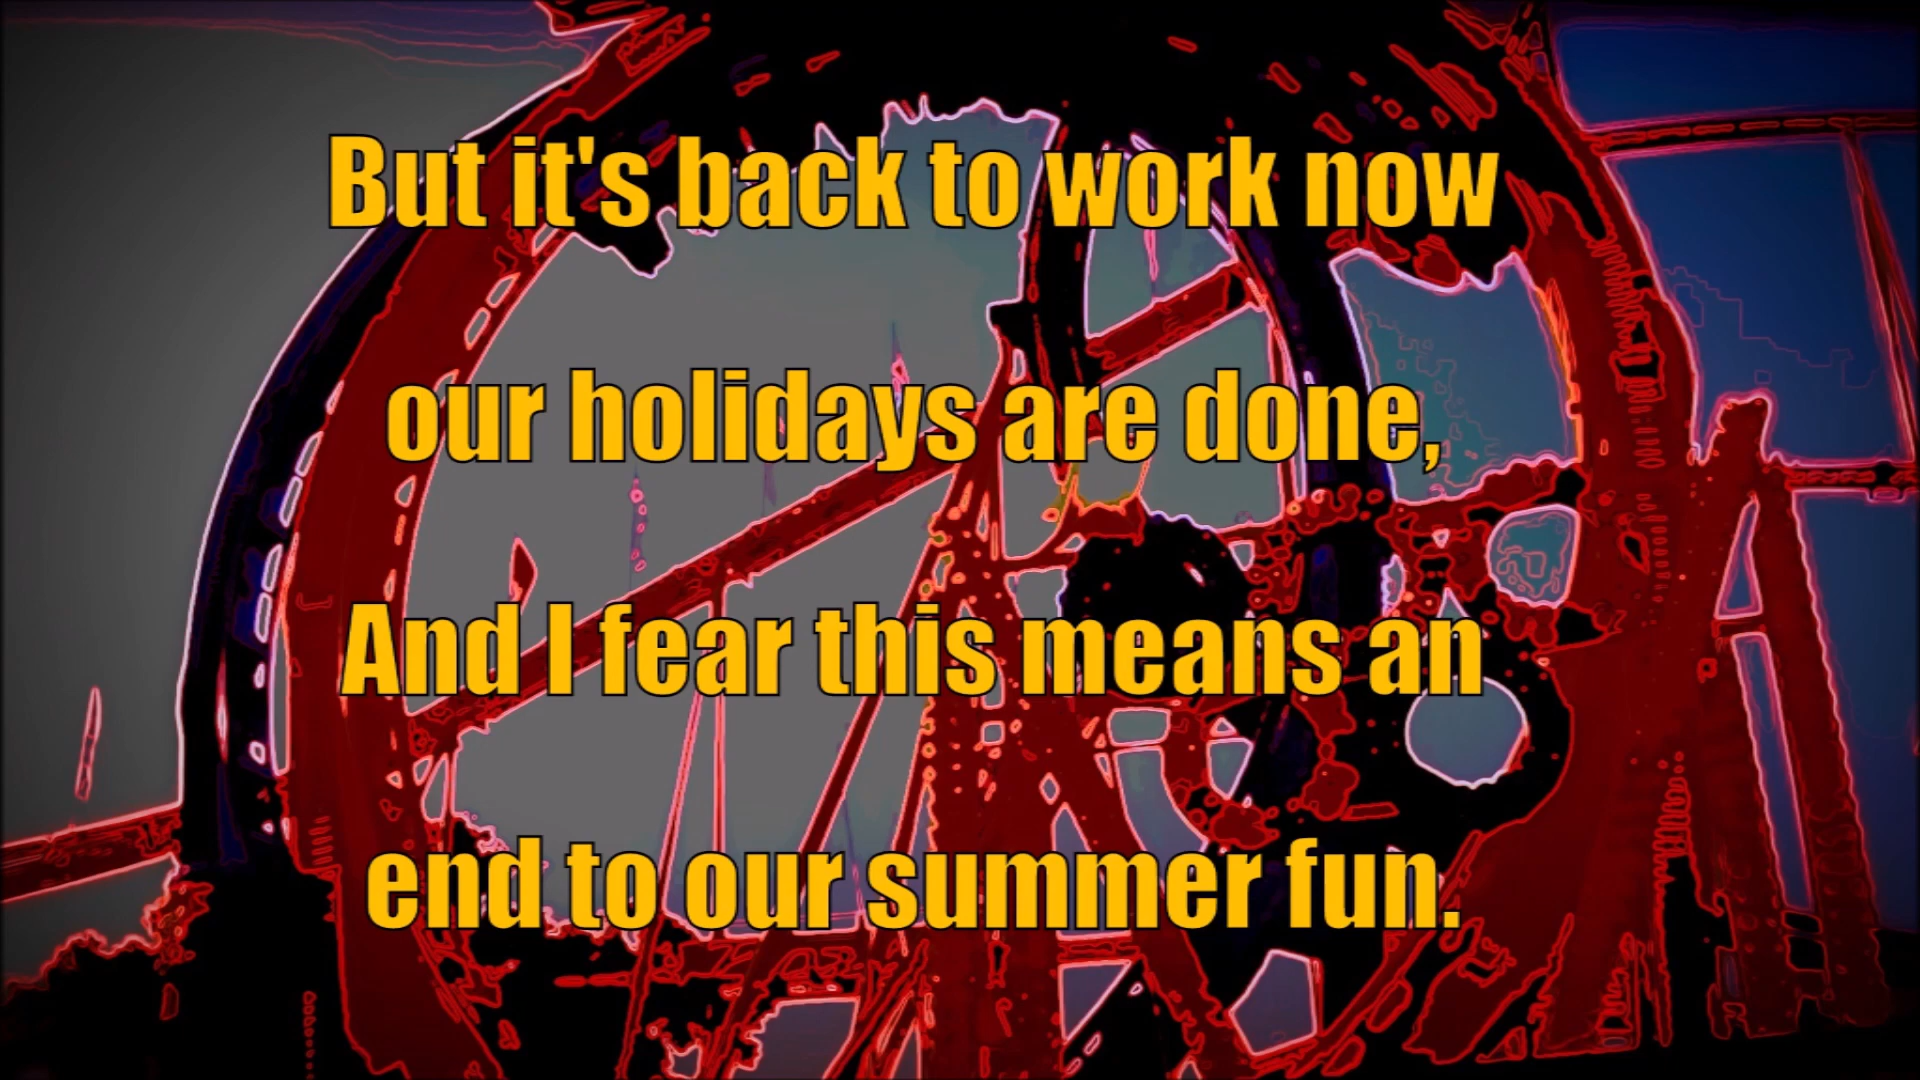 But it's back to work now
our holidays are done,
And I fear this means an
end to our summer fun.